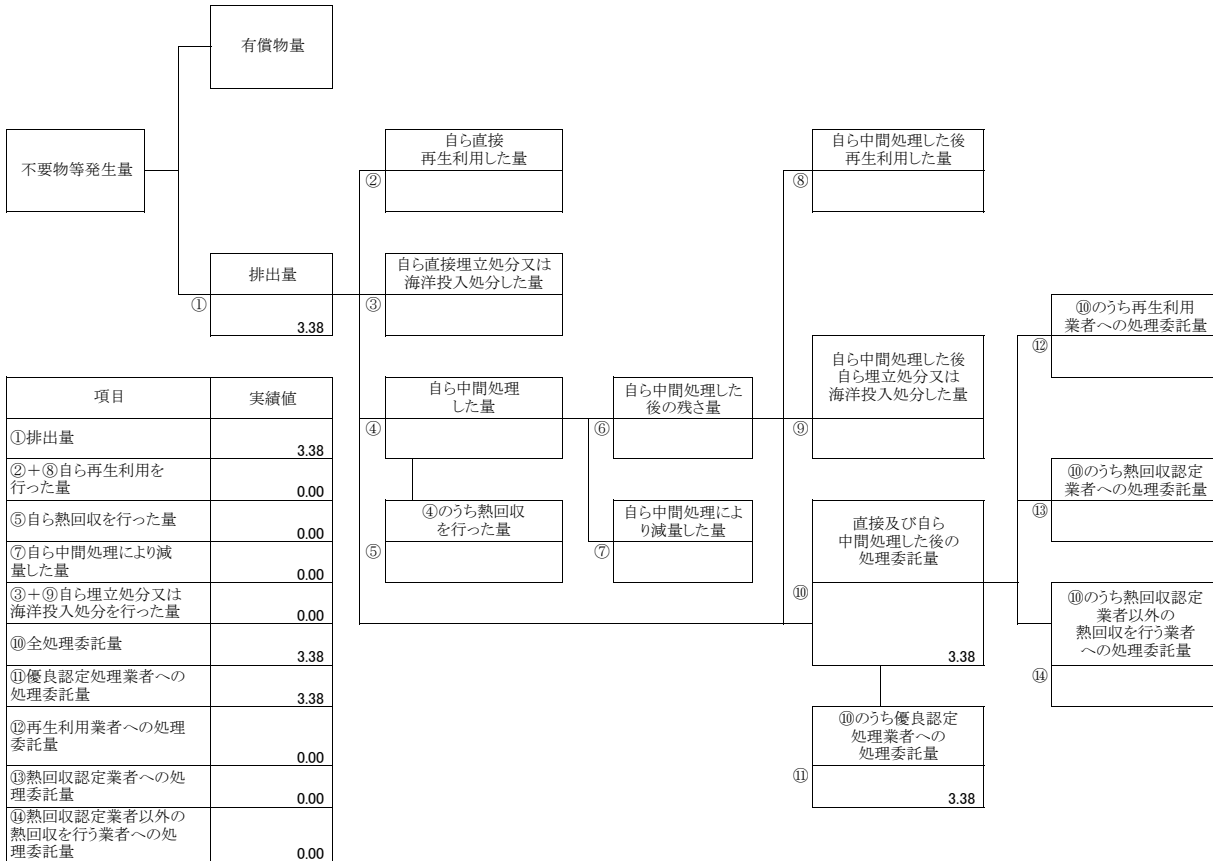 有償物量
不要物等発生量
自ら直接
再生利用した量
②
自ら中間処理した後
再生利用した量
⑧
排出量
①
3.38
自ら直接埋立処分又は
海洋投入処分した量
③
⑩のうち再生利用
業者への処理委託量
⑫
自ら中間処理
した量
④
自ら中間処理した
後の残さ量
⑥
自ら中間処理した後
自ら埋立処分又は
海洋投入処分した量
⑨
⑩のうち熱回収認定
業者への処理委託量
⑬
④のうち熱回収
を行った量
⑤
自ら中間処理によ
り減量した量
⑦
直接及び自ら
中間処理した後の
処理委託量
⑩
3.38
⑩のうち熱回収認定
業者以外の
熱回収を行う業者
への処理委託量
⑭
⑩のうち優良認定
処理業者への
処理委託量
⑪
3.38
項目 実績値
①排出量
3.38
②＋⑧自ら再生利用を
行った量
0.00
⑤自ら熱回収を行った量
0.00
⑦自ら中間処理により減
量した量
0.00
③＋⑨自ら埋立処分又は
海洋投入処分を行った量
0.00
⑩全処理委託量
3.38
⑪優良認定処理業者への
処理委託量
3.38
⑫再生利用業者への処理
委託量
0.00
⑬熱回収認定業者への処
理委託量
0.00
⑭熱回収認定業者以外の
熱回収を行う業者への処
理委託量
0.00